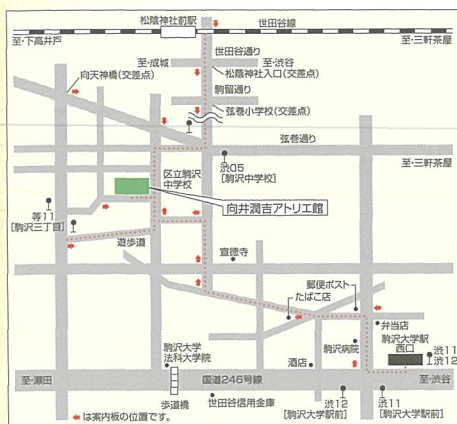 松陰神社前駅
世田谷線
至・下高井戸
至・三軒茶屋
世田谷通り
至・成城
至・渋谷
松陰神社入口(交差点)
向天神橋(交差点)
駒留通り
弦巻小学校(交差点)
弦巻通り
渋05
[駒沢中学校]
至・三軒茶屋
区立駒沢
中学校
向井潤吉アトリエ館
等11
[駒沢三丁目]
遊歩道
宣徳寺
郵便ポスト
たばこ店
弁当店
駒沢大学駅
西口
駒沢病院
渋11
渋12
駒沢大学
法科大学院
酒店
至・瀬田
国道246号線
至・渋谷
歩道橋
世田谷信用金庫
渋12
[駒沢大学駅前]
渋11
[駒沢大学駅前]
は案内板の位置です。